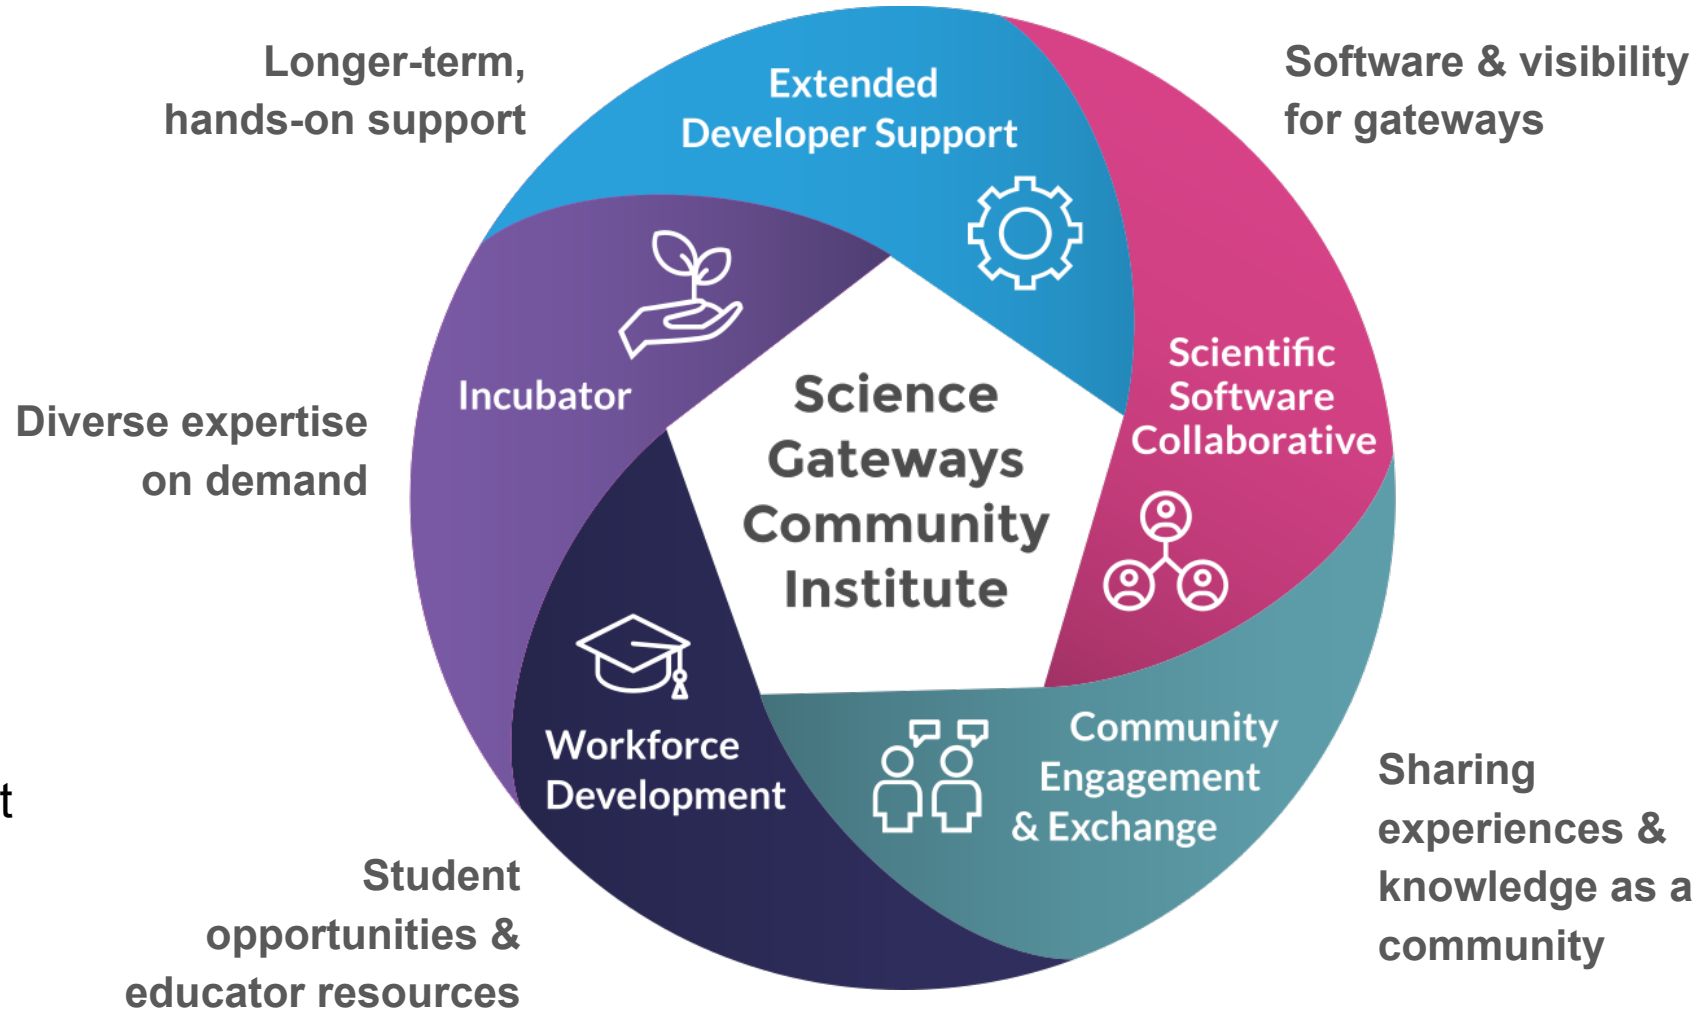 Longer-term,
hands-on support
Extended
Developer Support
Software & visibility
for gateways
Incubator
Diverse expertise
on demand
Science
Gateways
Community
Institute
Scientific
Software
Collaborative
Workforce
Development
Community
Engagement
& Exchange
t
Student
opportunities &
educator resources
Sharing
experiences &
knowledge as a
community